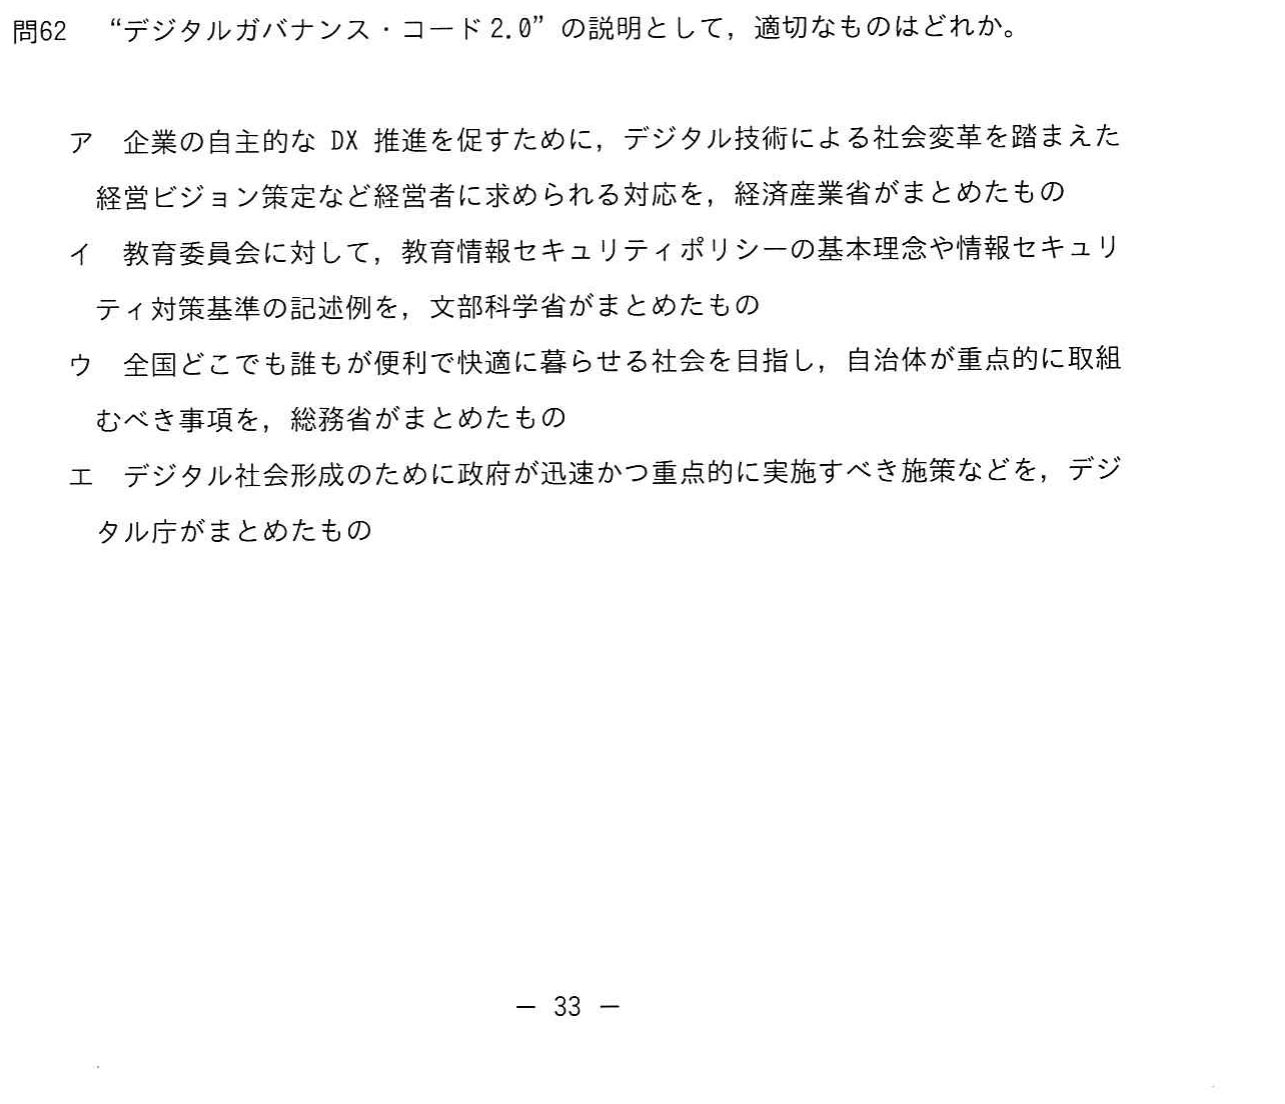 問62 “デジタルガバナンス・コード2.0”の説明として，適切なものはどれか。
ア 企業の自主的な DX 推進を促すために，デジタル技術による社会変革を踏まえた
経営ビジョン策定など経営者に求められる対応を，経済産業省がまとめたもの
イ 教育委員会に対して，教育情報セキュリティポリシーの基本理念や情報セキュリ
ティ対策基準の記述例を，文部科学省がまとめたもの
ウ 全国どこでも誰もが便利で快適に暮らせる社会を目指し，自治体が重点的に取組
むべき事項を，総務省がまとめたもの
エ デジタル社会形成のために政府が迅速かつ重点的に実施すべき施策などを，デジ
タル庁がまとめたもの
― 33 ―